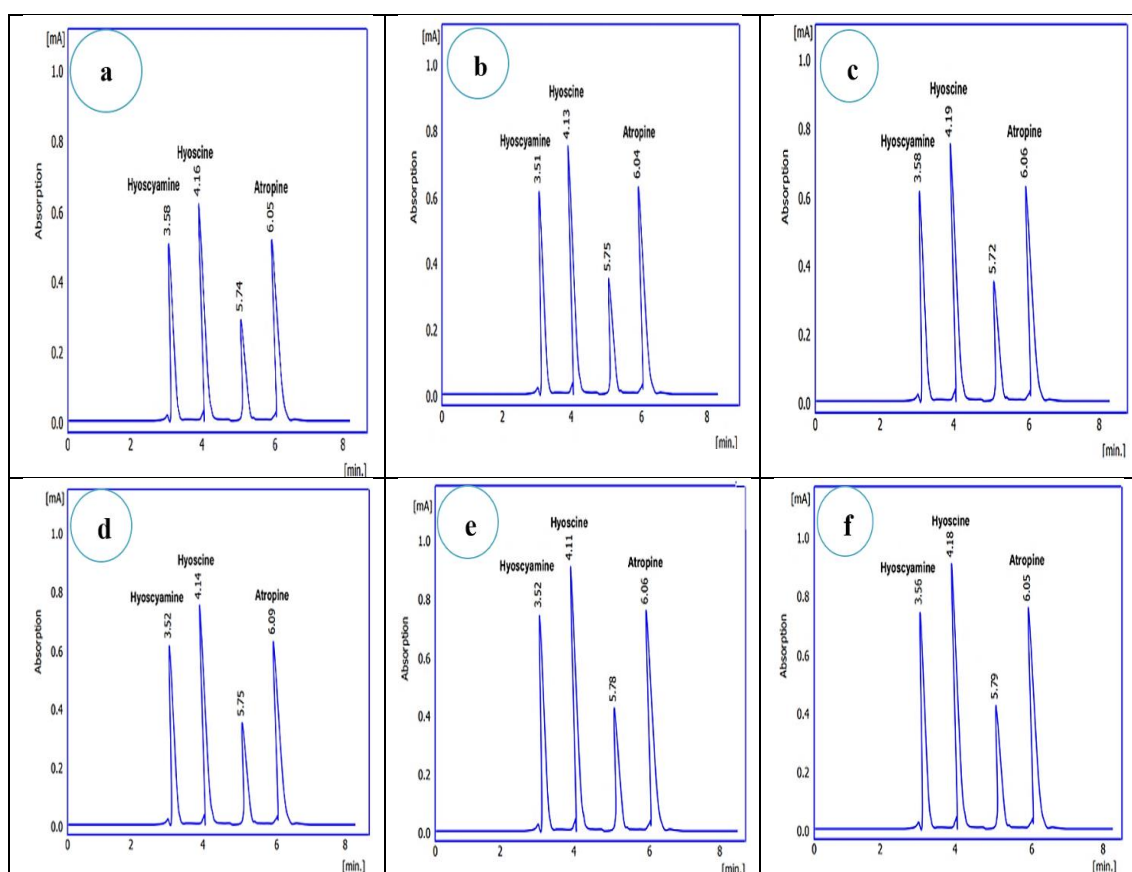 [mA]
a
1.0
0.8
0.6
0.4
0.2
0.0
Absorption
Hyoscyamine
3.58
Hyoscine
4.16
5.74
Atropine
6.05
0 2 4 6 8
[min.]
[mA]
b
1.0
0.8
0.6
0.4
0.2
0.0
Absorption
Hyoscyamine
3.51
Hyoscine
4.13
5.75
Atropine
6.04
0 2 4 6 8
[min.]
[mA]
c
1.0
0.8
0.6
0.4
0.2
0.0
Absorption
Hyoscyamine
3.58
Hyoscine
4.19
5.72
Atropine
6.06
0 2 4 6 8
[min.]
[mA]
d
1.0
0.8
0.6
0.4
0.2
0.0
Absorption
Hyoscyamine
3.52
Hyoscine
4.14
5.75
Atropine
6.09
0 2 4 6 8
[min.]
[mA]
e
1.0
0.8
0.6
0.4
0.2
0.0
Absorption
Hyoscyamine
3.52
Hyoscine
4.11
5.78
Atropine
6.06
0 2 4 6 8
[min.]
[mA]
f
1.0
0.8
0.6
0.4
0.2
0.0
Absorption
Hyoscyamine
3.56
Hyoscine
4.18
5.79
Atropine
6.05
0 2 4 6 8
[min.]